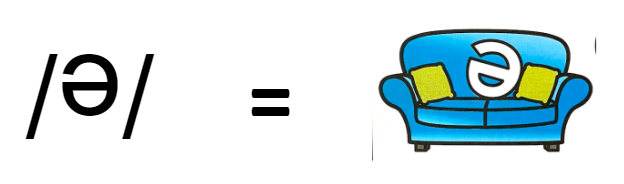 /ə/ = ə